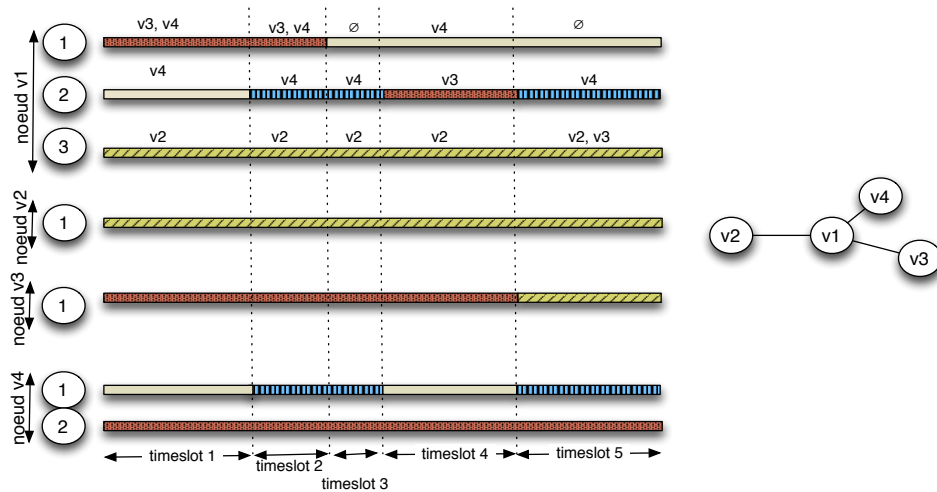 v3, v4 v3, v4 ∅ v4 ∅
1
v4 v4 v4 v3 v4
2
noeud v1
v2 v2 v2 v2 v2, v3
3
noeud v2
1
noeud v3
1
noeud v4
1
2
timeslot 1 timeslot 2 timeslot 4 timeslot 5
timeslot 3
v4
v2 v1
v3